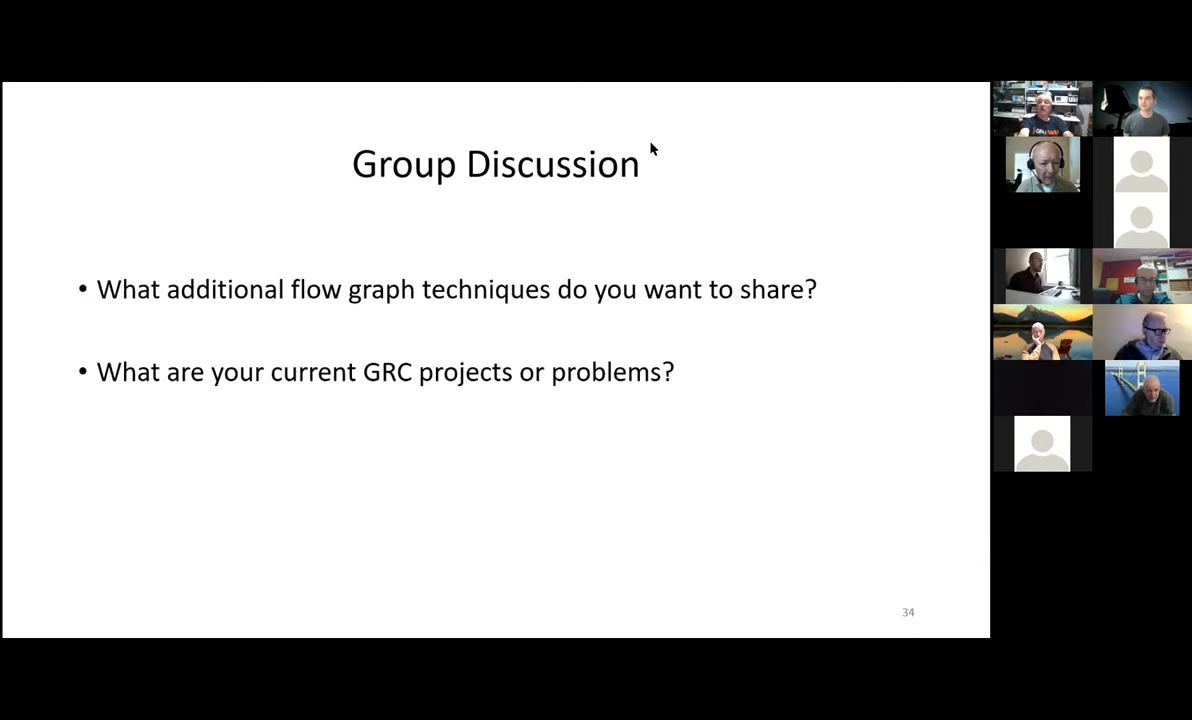 Group Discussion
• What additional flow graph techniques do you want to share?
• What are your current GRC projects or problems?
34